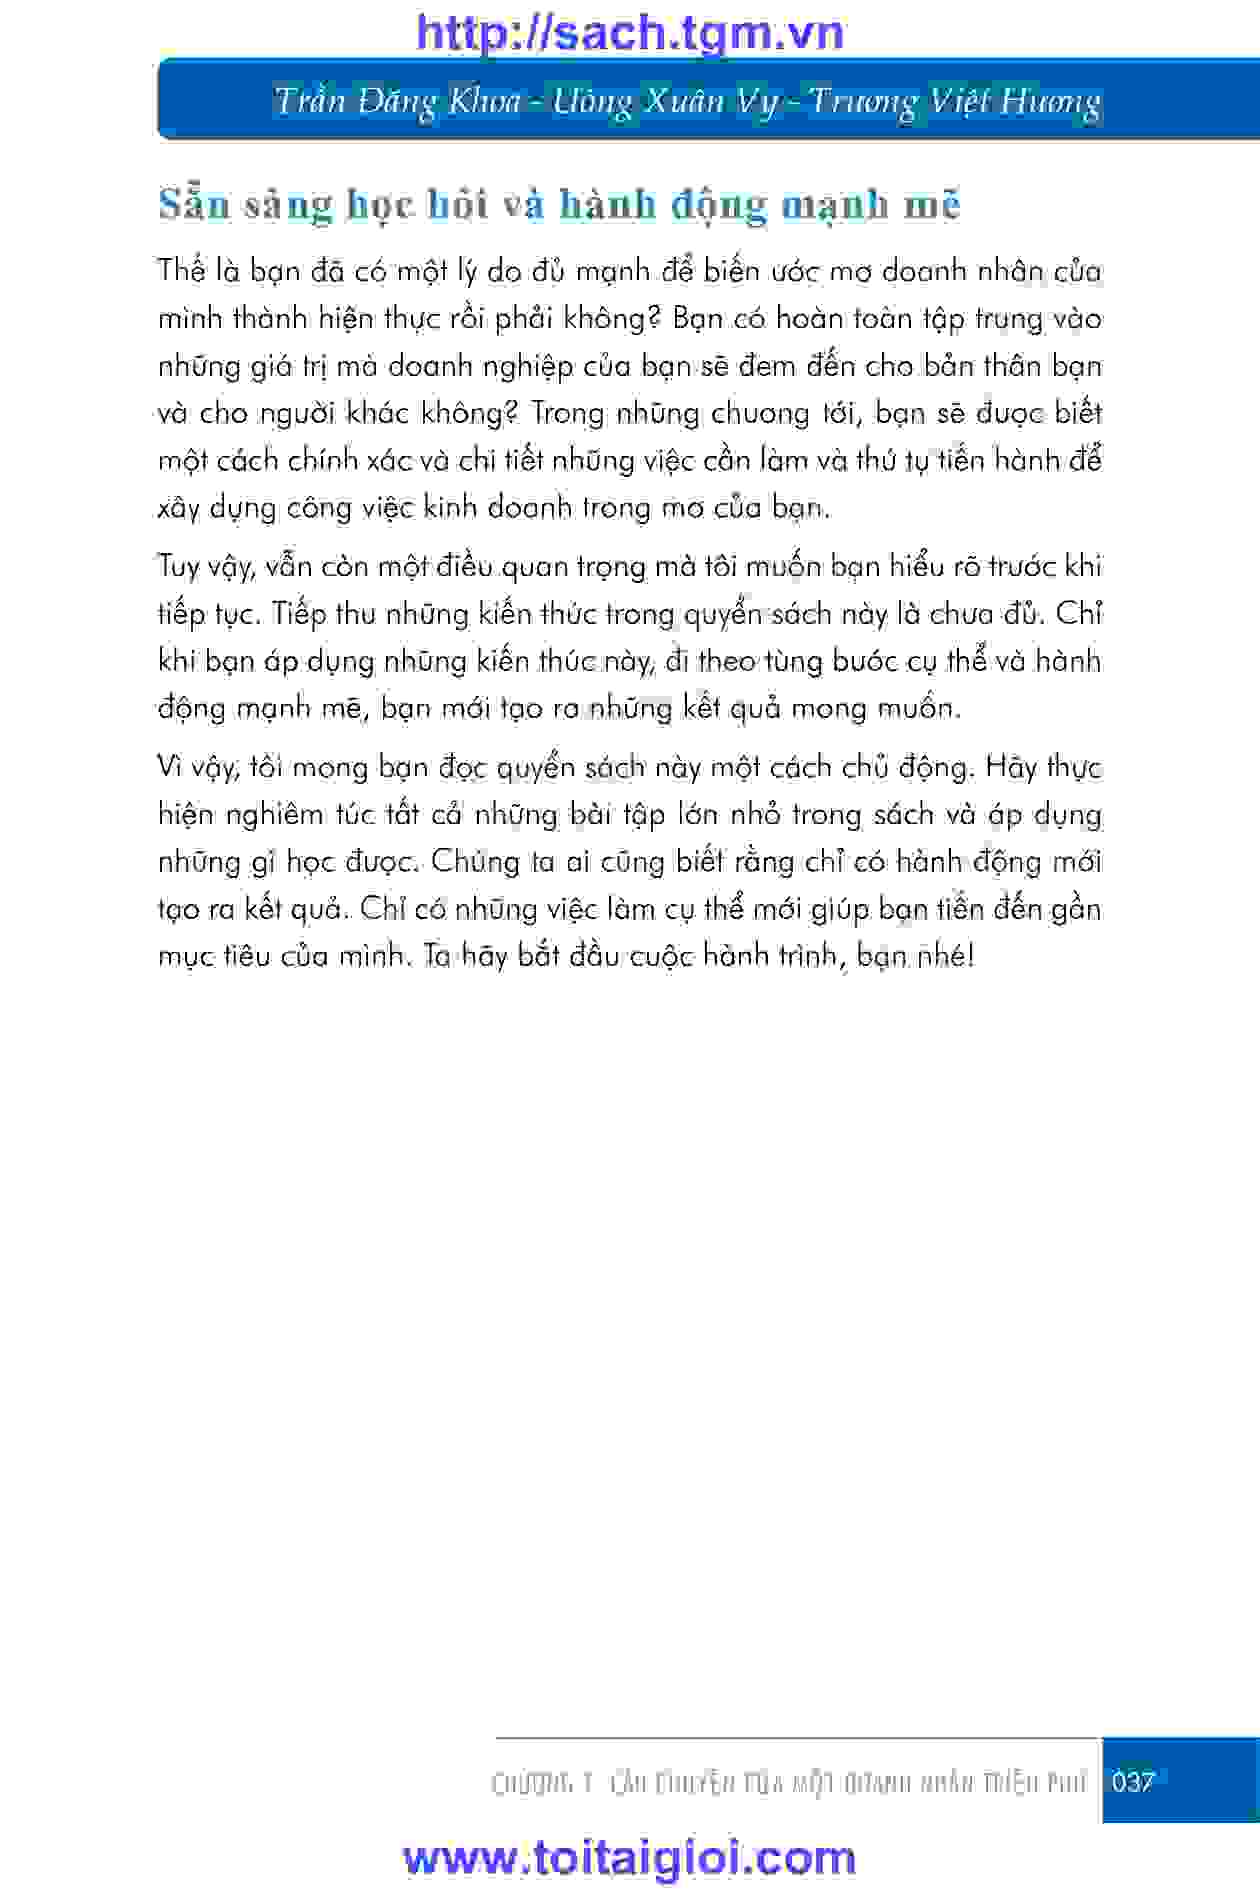 http://sach.tgm.vn
Trần Đăng Khoa - Uông Xuân Vy - Trương Việt Hương
Sẵn sàng học hỏi và hành động mạnh mẽ
Thế là bạn đã có một lý do đủ mạnh để biến ước mơ doanh nhân của
mình thành hiện thực rồi phải không? Bạn có hoàn toàn tập trung vào
những giá trị mà doanh nghiệp của bạn sẽ đem đến cho bản thân bạn
và cho người khác không? Trong những chương tới, bạn sẽ được biết
một cách chính xác và chi tiết những việc cần làm và thứ tự tiến hành để
xây dựng công việc kinh doanh trong mơ của bạn.
Tuy vậy, vẫn còn một điều quan trọng mà tôi muốn bạn hiểu rõ trước khi
tiếp tục. Tiếp thu những kiến thức trong quyển sách này là chưa đủ. Chỉ
khi bạn áp dụng những kiến thức này, đi theo từng bước cụ thể và hành
động mạnh mẽ, bạn mới tạo ra những kết quả mong muốn.
Vì vậy, tôi mong bạn đọc quyển sách này một cách chủ động. Hãy thực
hiện nghiêm túc tất cả những bài tập lớn nhỏ trong sách và áp dụng
những gì học được. Chúng ta ai cũng biết rằng chỉ có hành động mới
tạo ra kết quả. Chỉ có những việc làm cụ thể mới giúp bạn tiến đến gần
mục tiêu của mình. Ta hãy bắt đầu cuộc hành trình, bạn nhé!
CHƯƠNG 1: CÂU CHUYỆN CỦA MỘT DOANH NHÂN TRIỆU PHÚ 037
www.toitaigioi.com